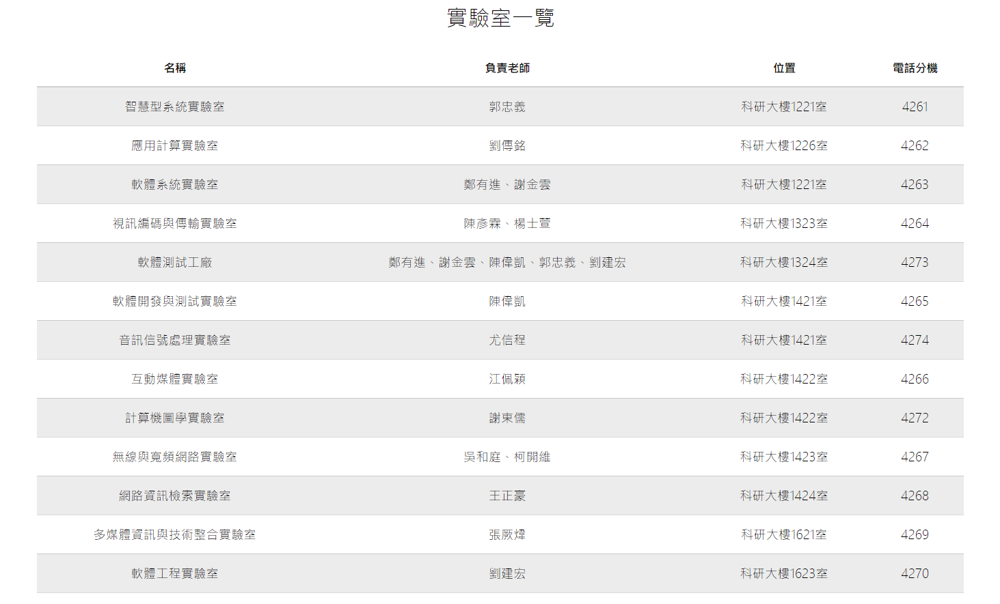 實驗室一覽
名稱 負責老師 位置 電話分機
智慧型系統實驗室 郭忠義 科研大樓1221室 4261
應用計算實驗室 劉傳銘 科研大樓1226室 4262
軟體系統實驗室 鄭有進、謝金雲 科研大樓1221室 4263
視訊編碼與傳輸實驗室 陳彥霖、楊士萱 科研大樓1323室 4264
軟體測試工廠 鄭有進、謝金雲、陳偉凱、郭忠義、劉建宏 科研大樓1324室 4273
軟體開發與測試實驗室 陳偉凱 科研大樓1421室 4265
音訊信號處理實驗室 尤信程 科研大樓1421室 4274
互動媒體實驗室 江佩穎 科研大樓1422室 4266
計算機圖學實驗室 謝東儒 科研大樓1422室 4272
無線與寬頻網路實驗室 吳和庭、柯開維 科研大樓1423室 4267
網路資訊檢索實驗室 王正豪 科研大樓1424室 4268
多媒體資訊與技術整合實驗室 張厥煒 科研大樓1621室 4269
軟體工程實驗室 劉建宏 科研大樓1623室 4270